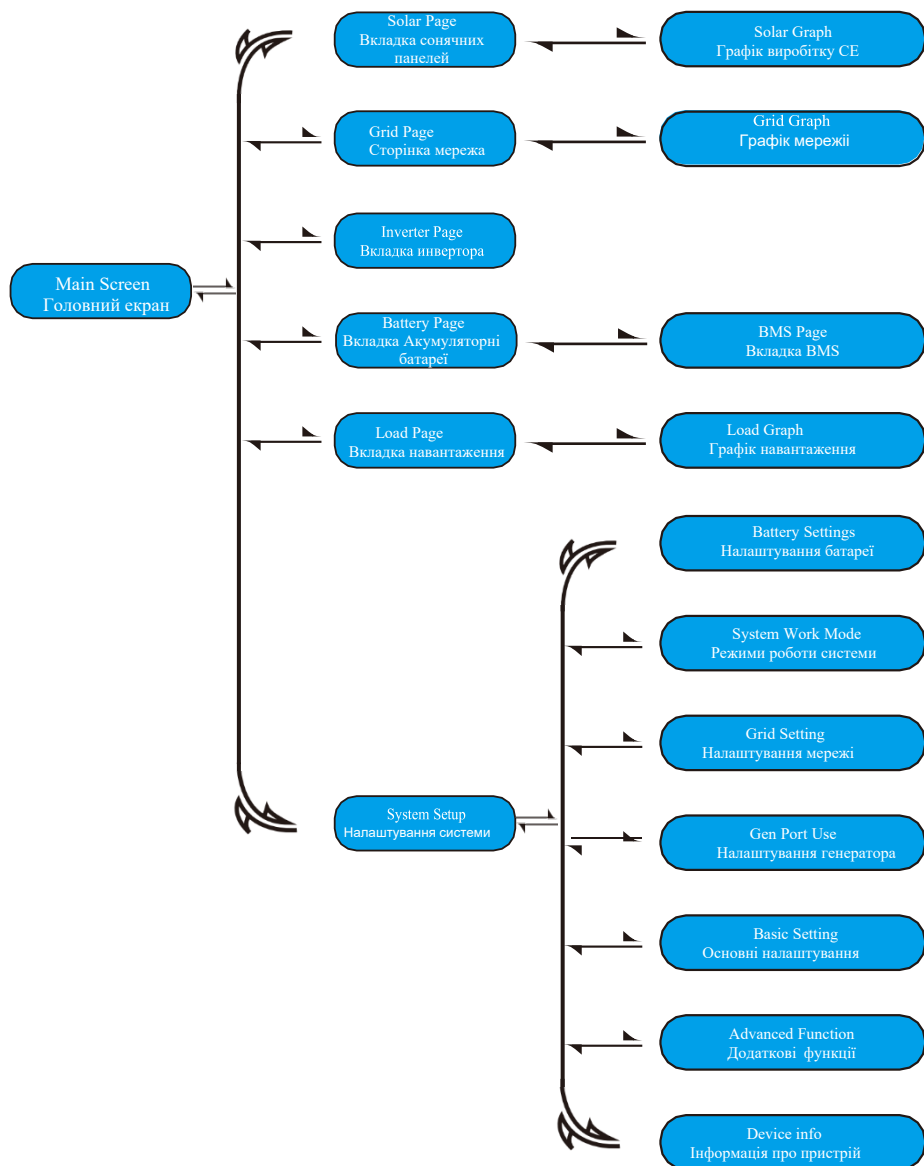 Solar Page
Вкладка сонячних
панелей
Solar Graph
Графік виробітку СЕ
Grid Page
Сторінка мережа
Grid Graph
Графік мережіі
Inverter Page
Вкладка инвертора
Main Screen
Головний екран
Battery Page
Вкладка Акумуляторні
батареї
BMS Page
Вкладка BMS
Load Page
Вкладка навантаження
Load Graph
Графік навантаження
Battery Settings
Налаштування батареї
System Work Mode
Режими роботи системи
Grid Setting
Налаштування мережі
System Setup
Налаштування системи
Gen Port Use
Налаштування генератора
Basic Setting
Основні налаштування
Advanced Function
Додаткові функції
Device info
Інформація про пристрій